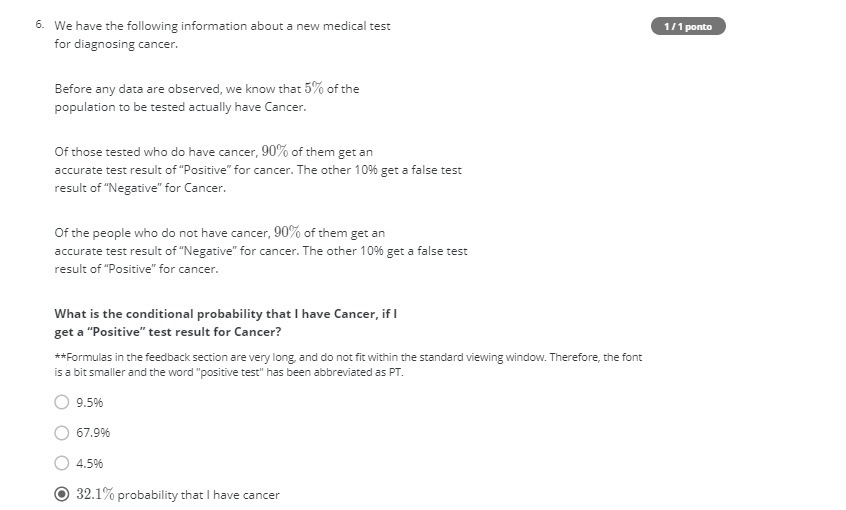 6. We have the following information about a new medical test
1 / 1 ponto
for diagnosing cancer.
Before any data are observed, we know that 5% of the
population to be tested actually have Cancer.
Of those tested who do have cancer, 90% of them get an
accurate test result of "Positive" for cancer. The other 10% get a false test
result of "Negative" for Cancer.
Of the people who do not have cancer, 90% of them get an
accurate test result of "Negative" for cancer. The other 10% get a false test
result of "Positive" for cancer.
What is the conditional probability that I have Cancer, if I
get a “Positive” test result for Cancer?
**Formulas in the feedback section are very long, and do not fit within the standard viewing window. Therefore, the font
is a bit smaller and the word "positive test" has been abbreviated as PT.
9.5%
67.9%
4.5%
32.1% probability that I have cancer